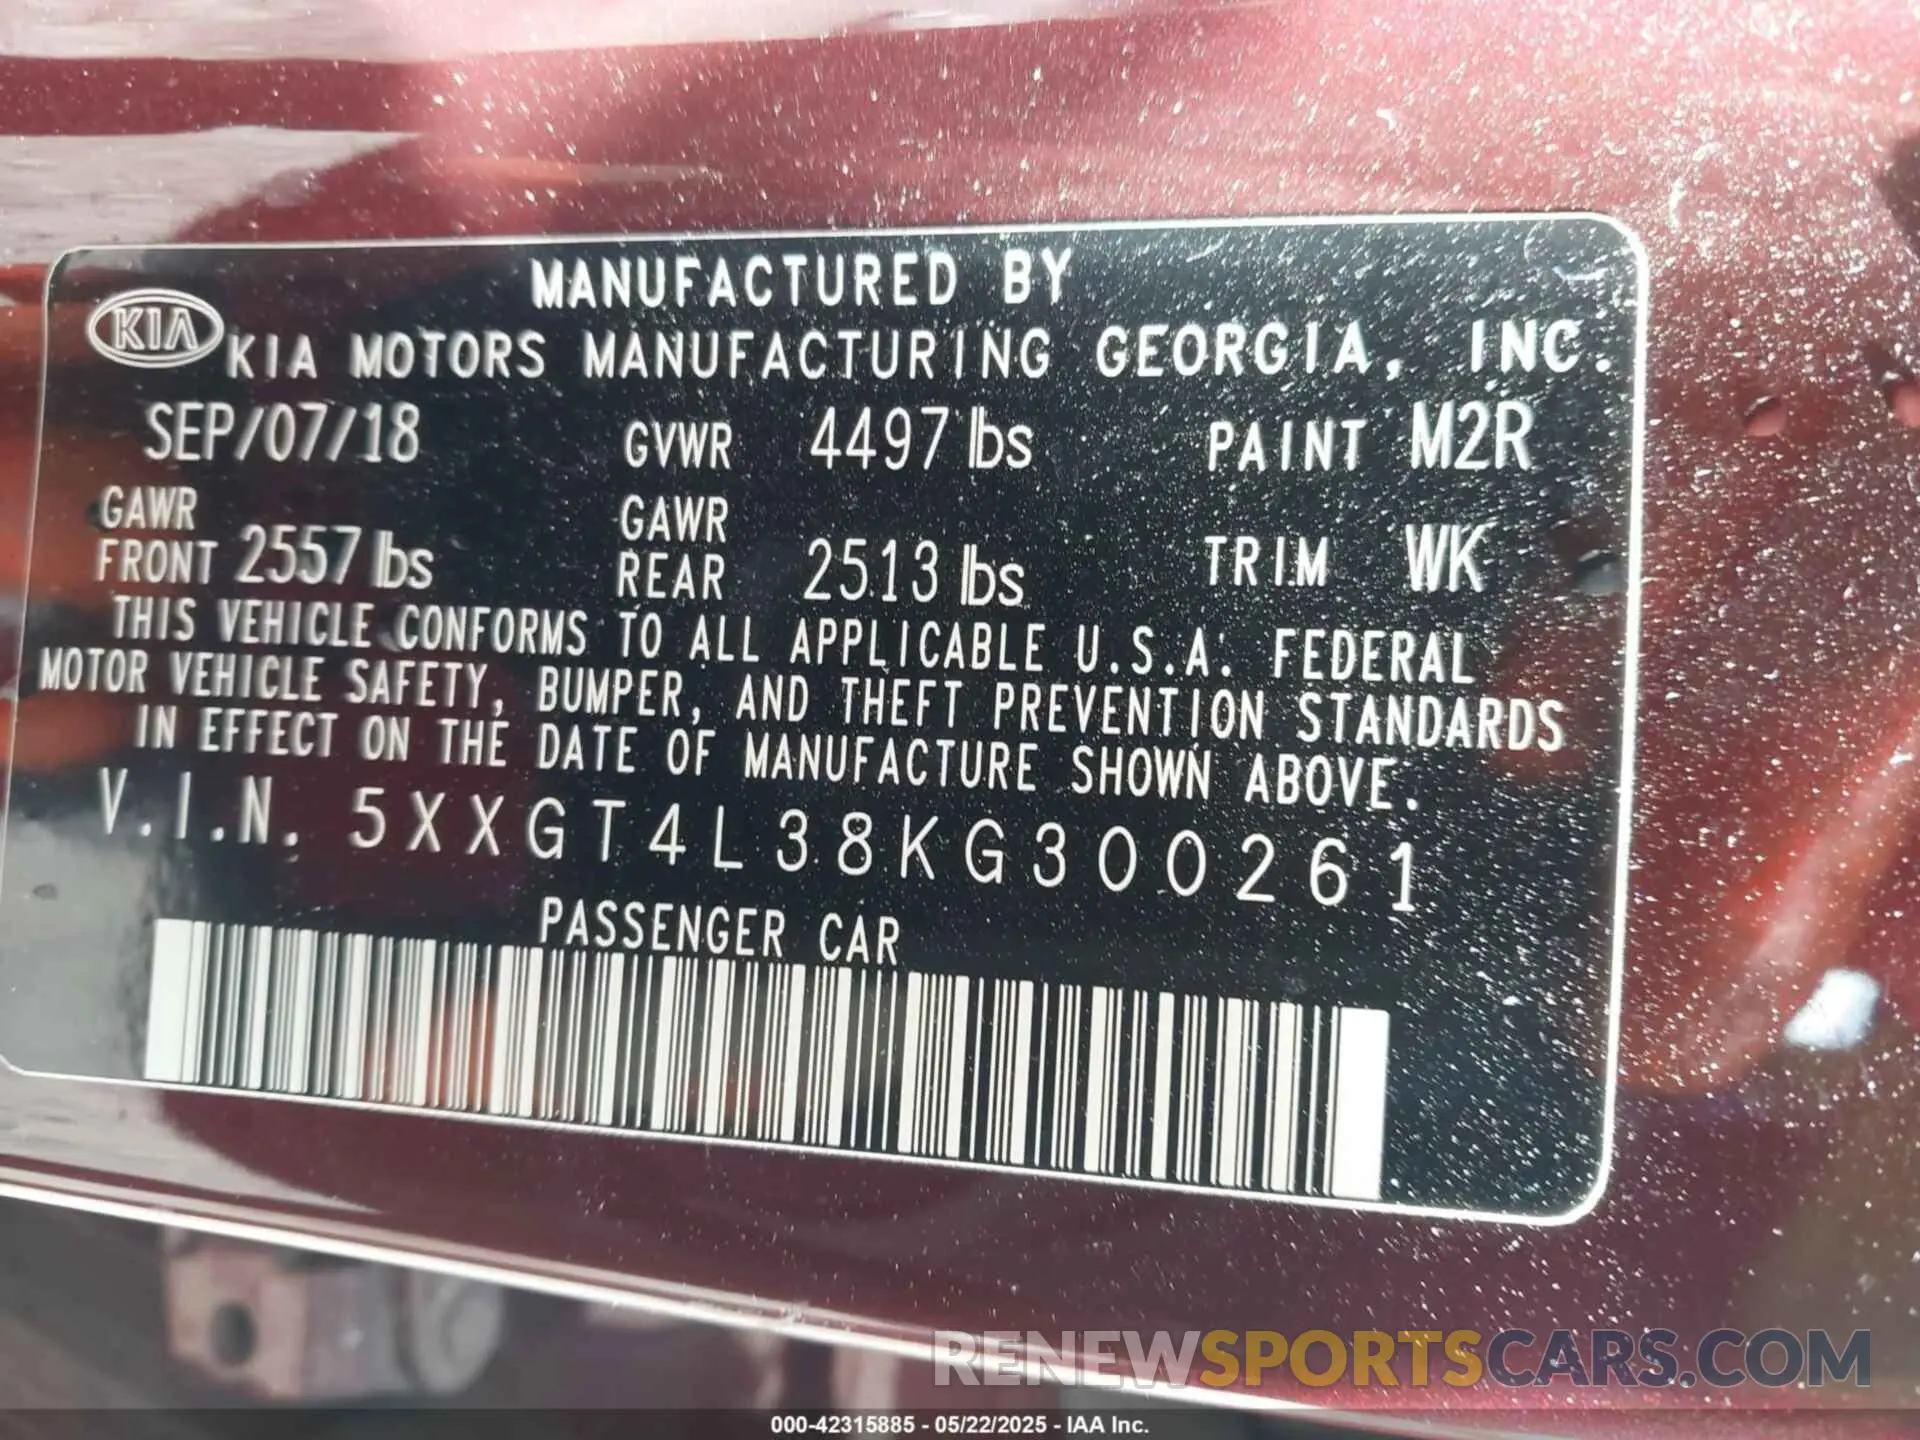 MANUFACTURED BY
KIA KIA MOTORS MANUFACTURING GEORGIA, INC.
SEP/07/18 GVWR 4497 lbs PAINT M2R
GAWR FRONT 2557 lbs GAWR REAR 2513 lbs TRIM WK
THIS VEHICLE CONFORMS TO ALL APPLICABLE U.S.A. FEDERAL
MOTOR VEHICLE SAFETY, BUMPER, AND THEFT PREVENTION STANDARDS
IN EFFECT ON THE DATE OF MANUFACTURE SHOWN ABOVE.
V.I.N. 5XXGT4L38KG300261
PASSENGER CAR
RENEWSPORTSCARS.COM
000-42315885 - 05/22/2025 - IAA Inc.